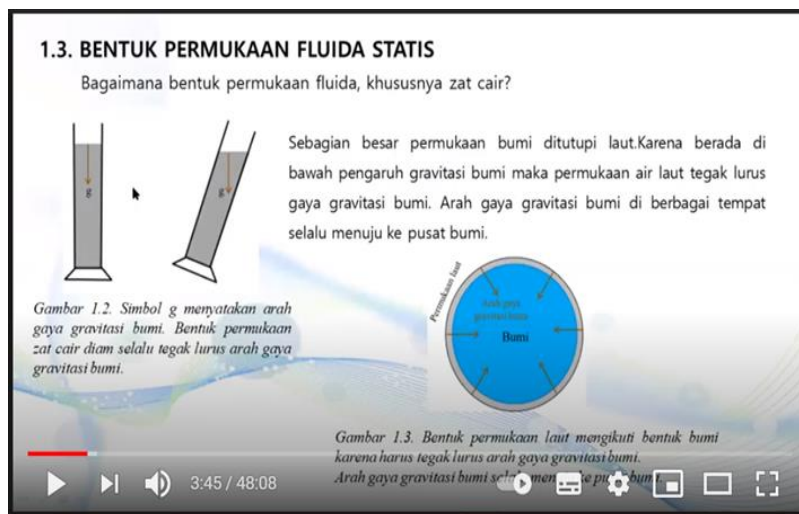 1.3. BENTUK PERMUKAAN FLUIDA STATIS
Bagaimana bentuk permukaan fluida, khususnya zat cair?
g
g
Sebagian besar permukaan bumi ditutupi laut.Karena berada di
bawah pengaruh gravitasi bumi maka permukaan air laut tegak lurus
gaya gravitasi bumi. Arah gaya gravitasi bumi di berbagai tempat
selalu menuju ke pusat bumi.
Gambar 1.2. Simbol g menyatakan arah
gaya gravitasi bumi. Bentuk permukaan
zat cair diam selalu tegak lurus arah gaya
gravitasi bumi.
Permukaan laut
Arah gaya
gravitasi bumi
Bumi
Gambar 1.3. Bentuk permukaan laut mengikuti bentuk bumi
karena harus tegak lurus arah gaya gravitasi bumi.
Arah gaya gravitasi bumi selalu menuju ke pusat bumi.
3:45 / 48:08